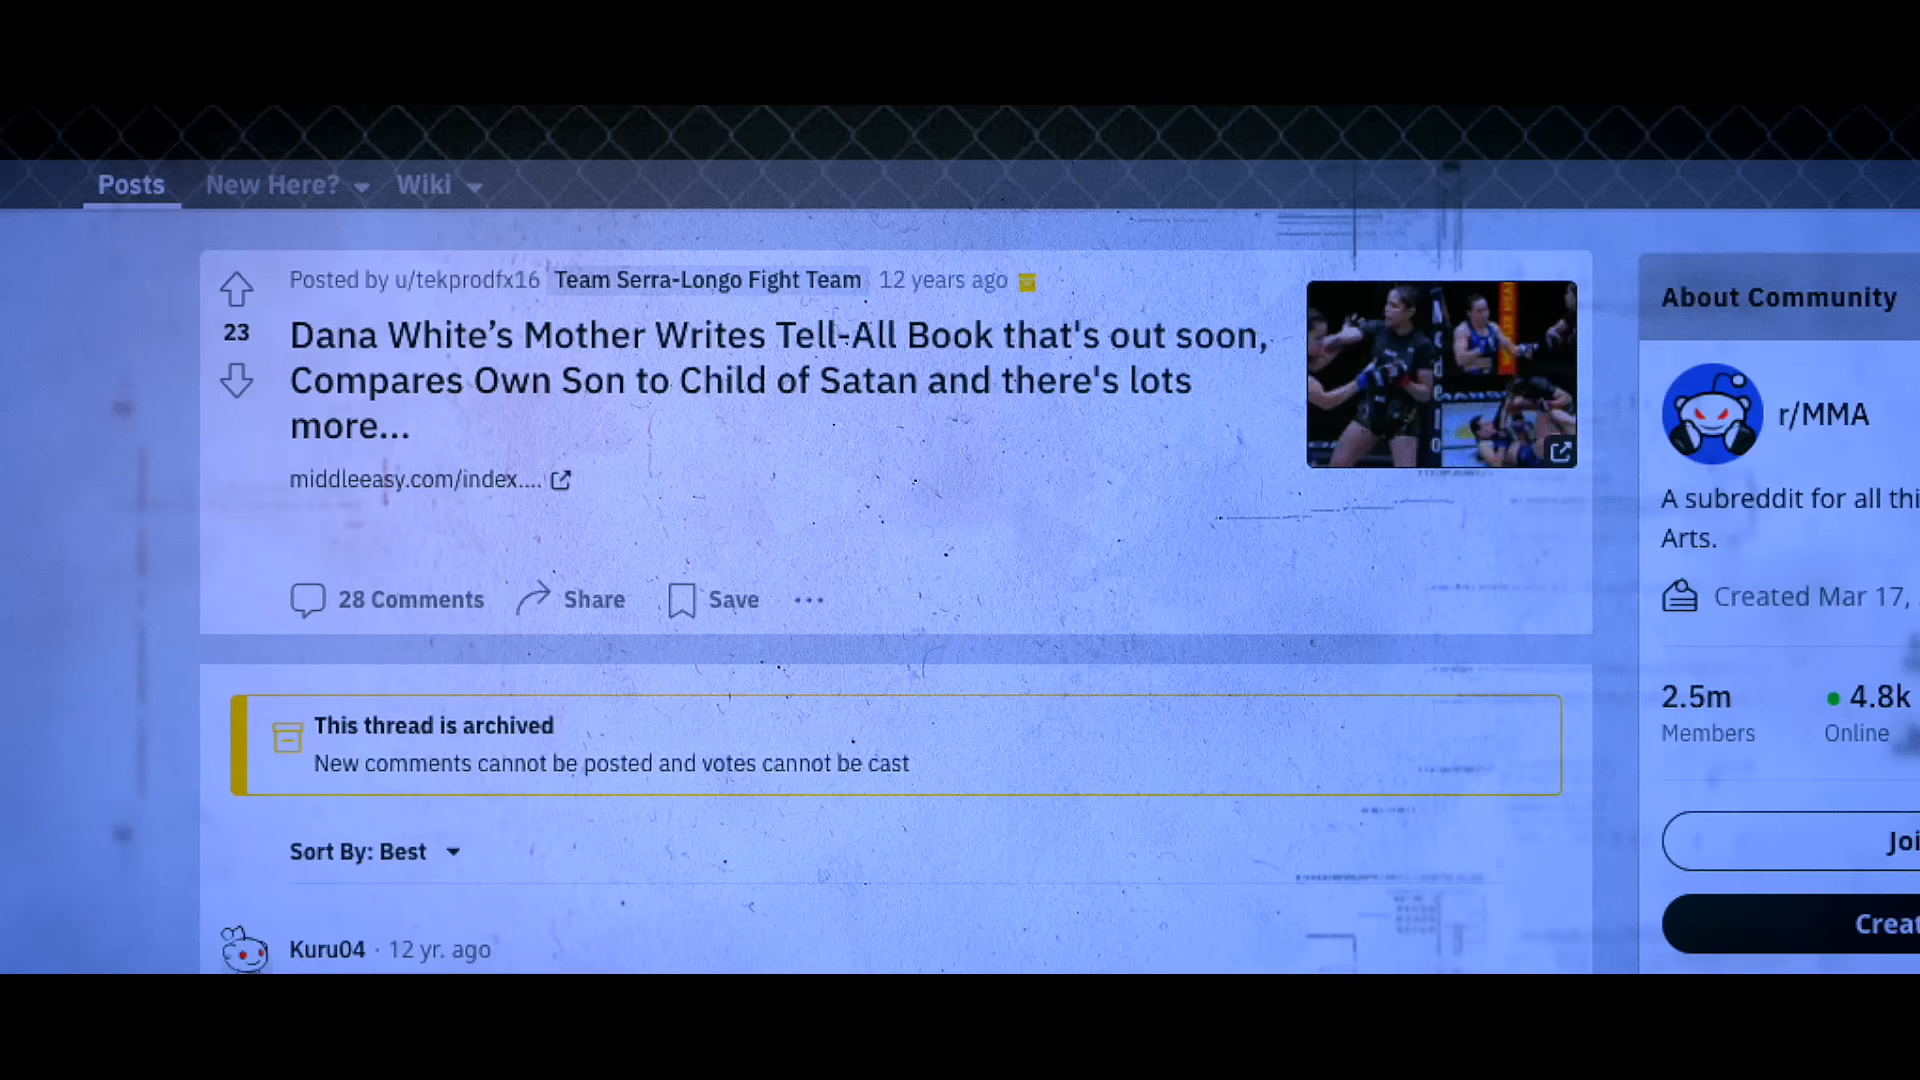 Posts New Here? Wiki
Posted by u/tekprodfx16 Team Serra-Longo Fight Team 12 years ago
23
Dana White’s Mother Writes Tell-All Book that's out soon,
Compares Own Son to Child of Satan and there's lots
more...
middleeasy.com/index....
28 Comments Share Save
This thread is archived
New comments cannot be posted and votes cannot be cast
Sort By: Best
Kuru04 · 12 yr. ago
About Community
r/MMA
A subreddit for all thi
Arts.
Created Mar 17,
2.5m 4.8k
Members Online
Joi
Creat